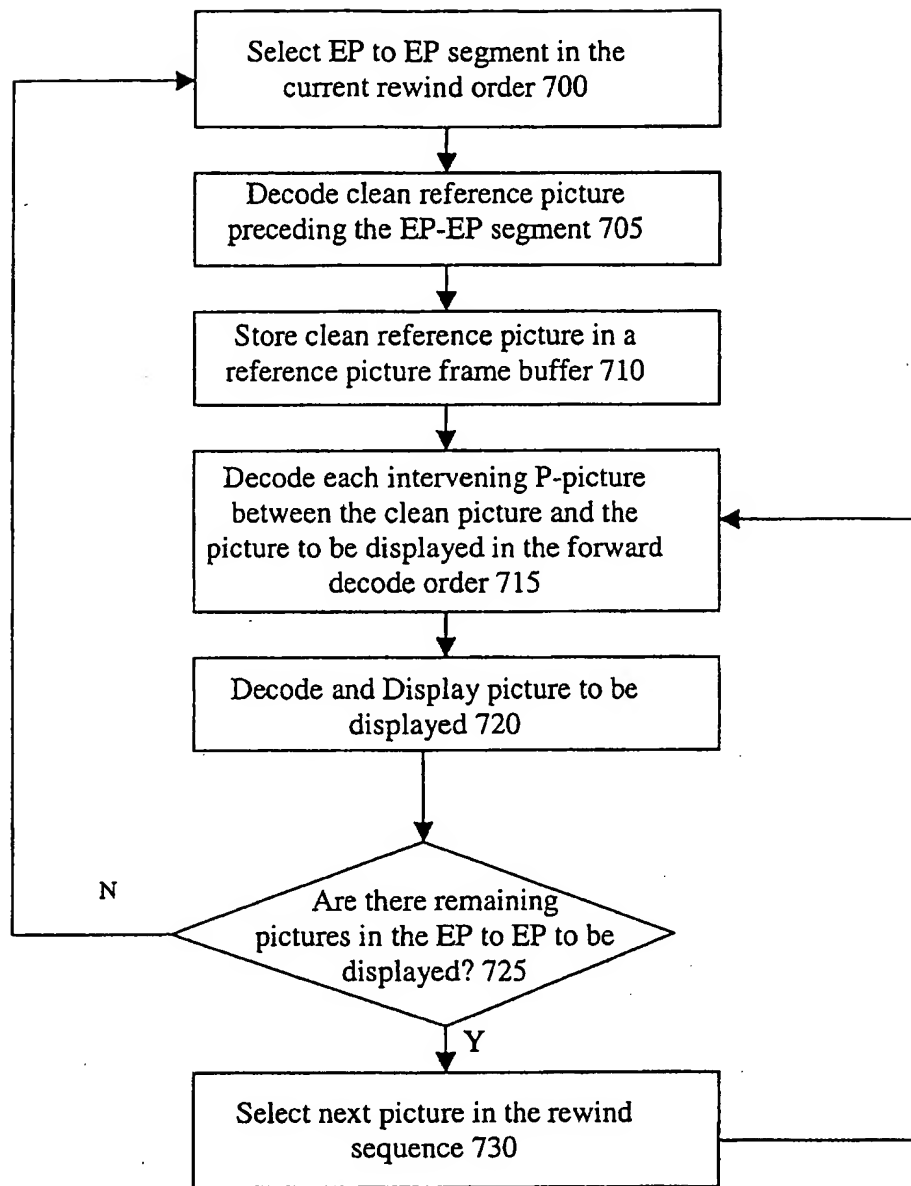 Select EP to EP segment in the
current rewind order 700
Decode clean reference picture
preceding the EP-EP segment 705
Store clean reference picture in a
reference picture frame buffer 710
Decode each intervening P-picture
between the clean picture and the
picture to be displayed in the forward
decode order 715
Decode and Display picture to be
displayed 720
N
Are there remaining
pictures in the EP to EP to be
displayed? 725
Y
Select next picture in the rewind
sequence 730